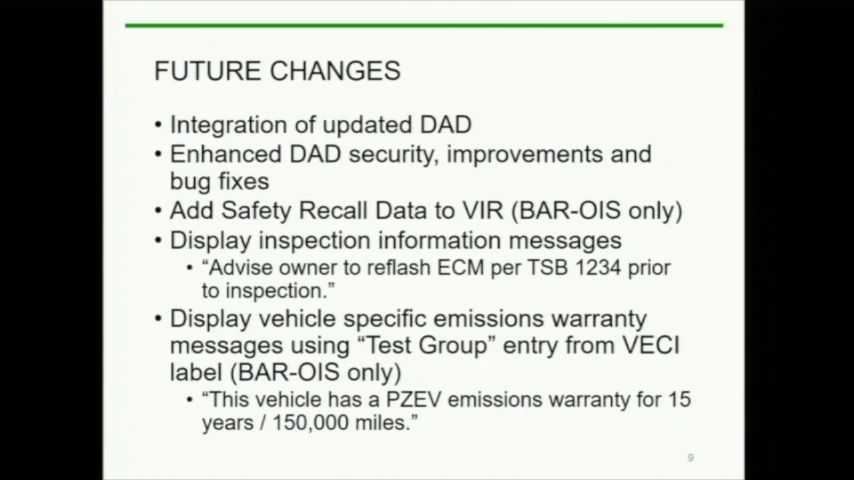 FUTURE CHANGES
• Integration of updated DAD
• Enhanced DAD security, improvements and
bug fixes
• Add Safety Recall Data to VIR (BAR-OIS only)
• Display inspection information messages
• “Advise owner to reflash ECM per TSB 1234 prior
to inspection.”
• Display vehicle specific emissions warranty
messages using “Test Group” entry from VECI
label (BAR-OIS only)
• “This vehicle has a PZEV emissions warranty for 15
years / 150,000 miles.”
9